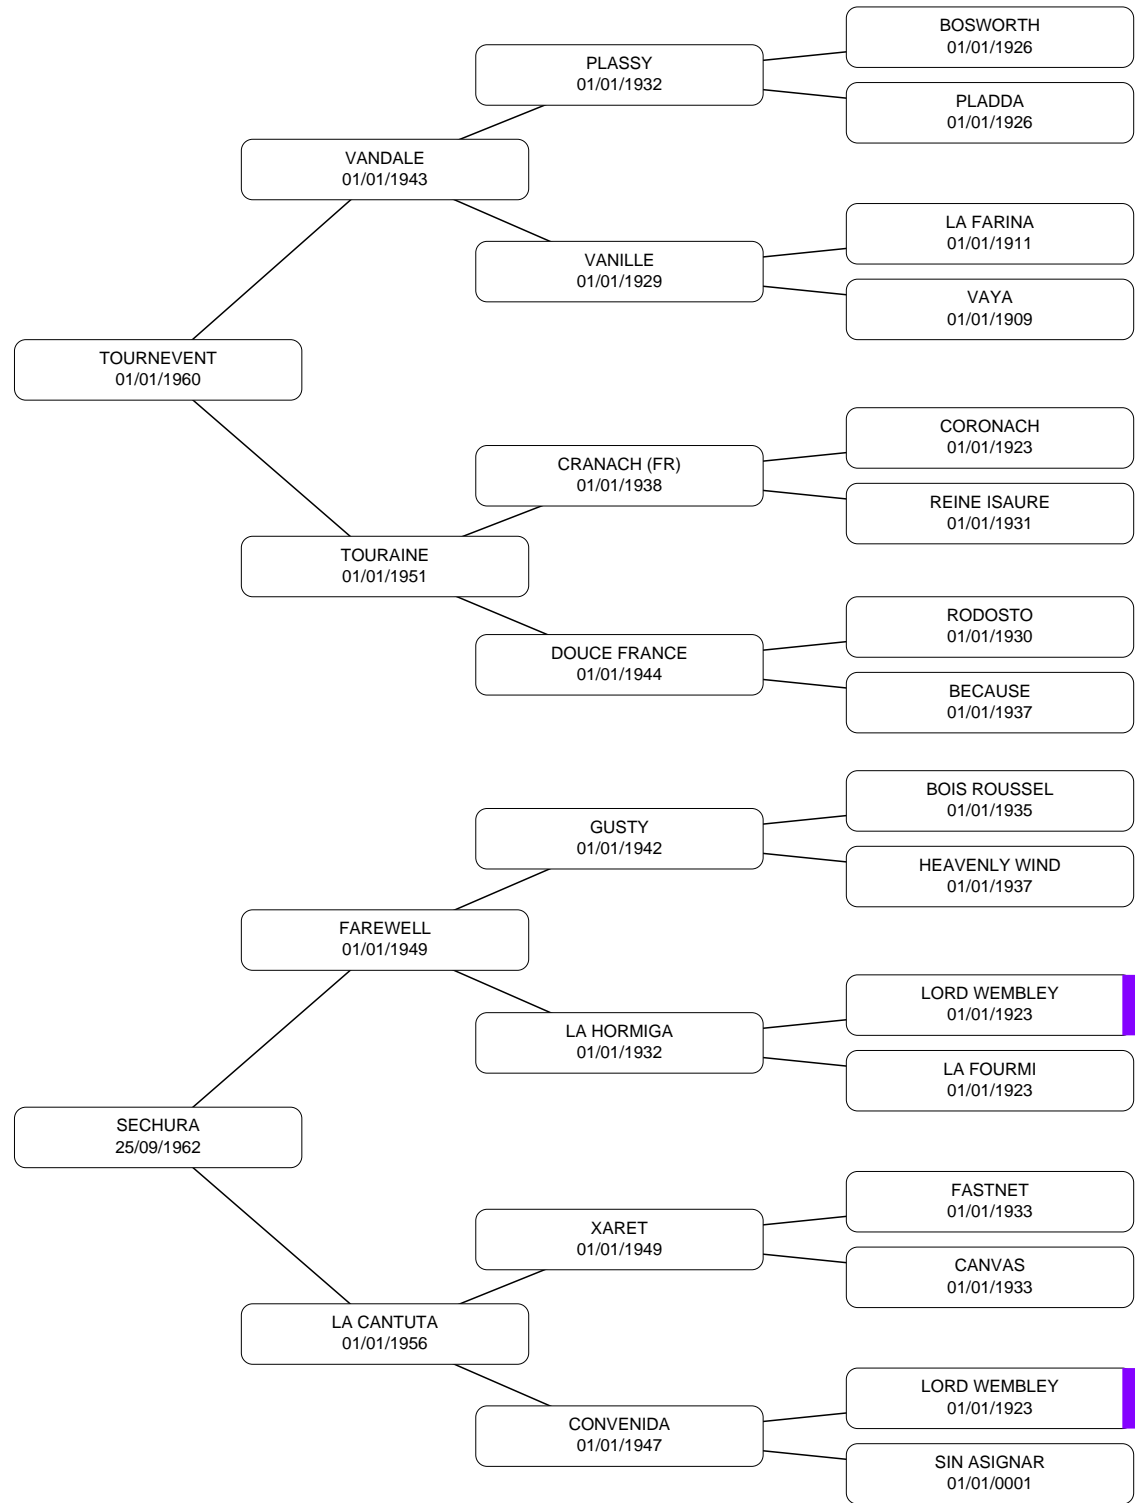 BOSWORTH
01/01/1926
PLASSY
01/01/1932
PLADDA
01/01/1926
VANDALE
01/01/1943
LA FARINA
01/01/1911
VANILLE
01/01/1929
VAYA
01/01/1909
TOURNEVENT
01/01/1960
CORONACH
01/01/1923
CRANACH (FR)
01/01/1938
REINE ISAURE
01/01/1931
TOURAINE
01/01/1951
RODOSTO
01/01/1930
DOUCE FRANCE
01/01/1944
BECAUSE
01/01/1937
BOIS ROUSSEL
01/01/1935
GUSTY
01/01/1942
HEAVENLY WIND
01/01/1937
FAREWELL
01/01/1949
LORD WEMBLEY
01/01/1923
LA HORMIGA
01/01/1932
LA FOURMI
01/01/1923
SECHURA
25/09/1962
FASTNET
01/01/1933
XARET
01/01/1949
CANVAS
01/01/1933
LA CANTUTA
01/01/1956
LORD WEMBLEY
01/01/1923
CONVENIDA
01/01/1947
SIN ASIGNAR
01/01/0001